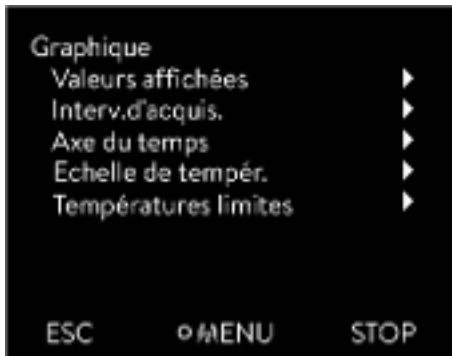 Graphique
Valeurs affichées
Interv.d'acquis.
Axe du temps
Echelle de tempér.
Températures limites
ESC MENU STOP